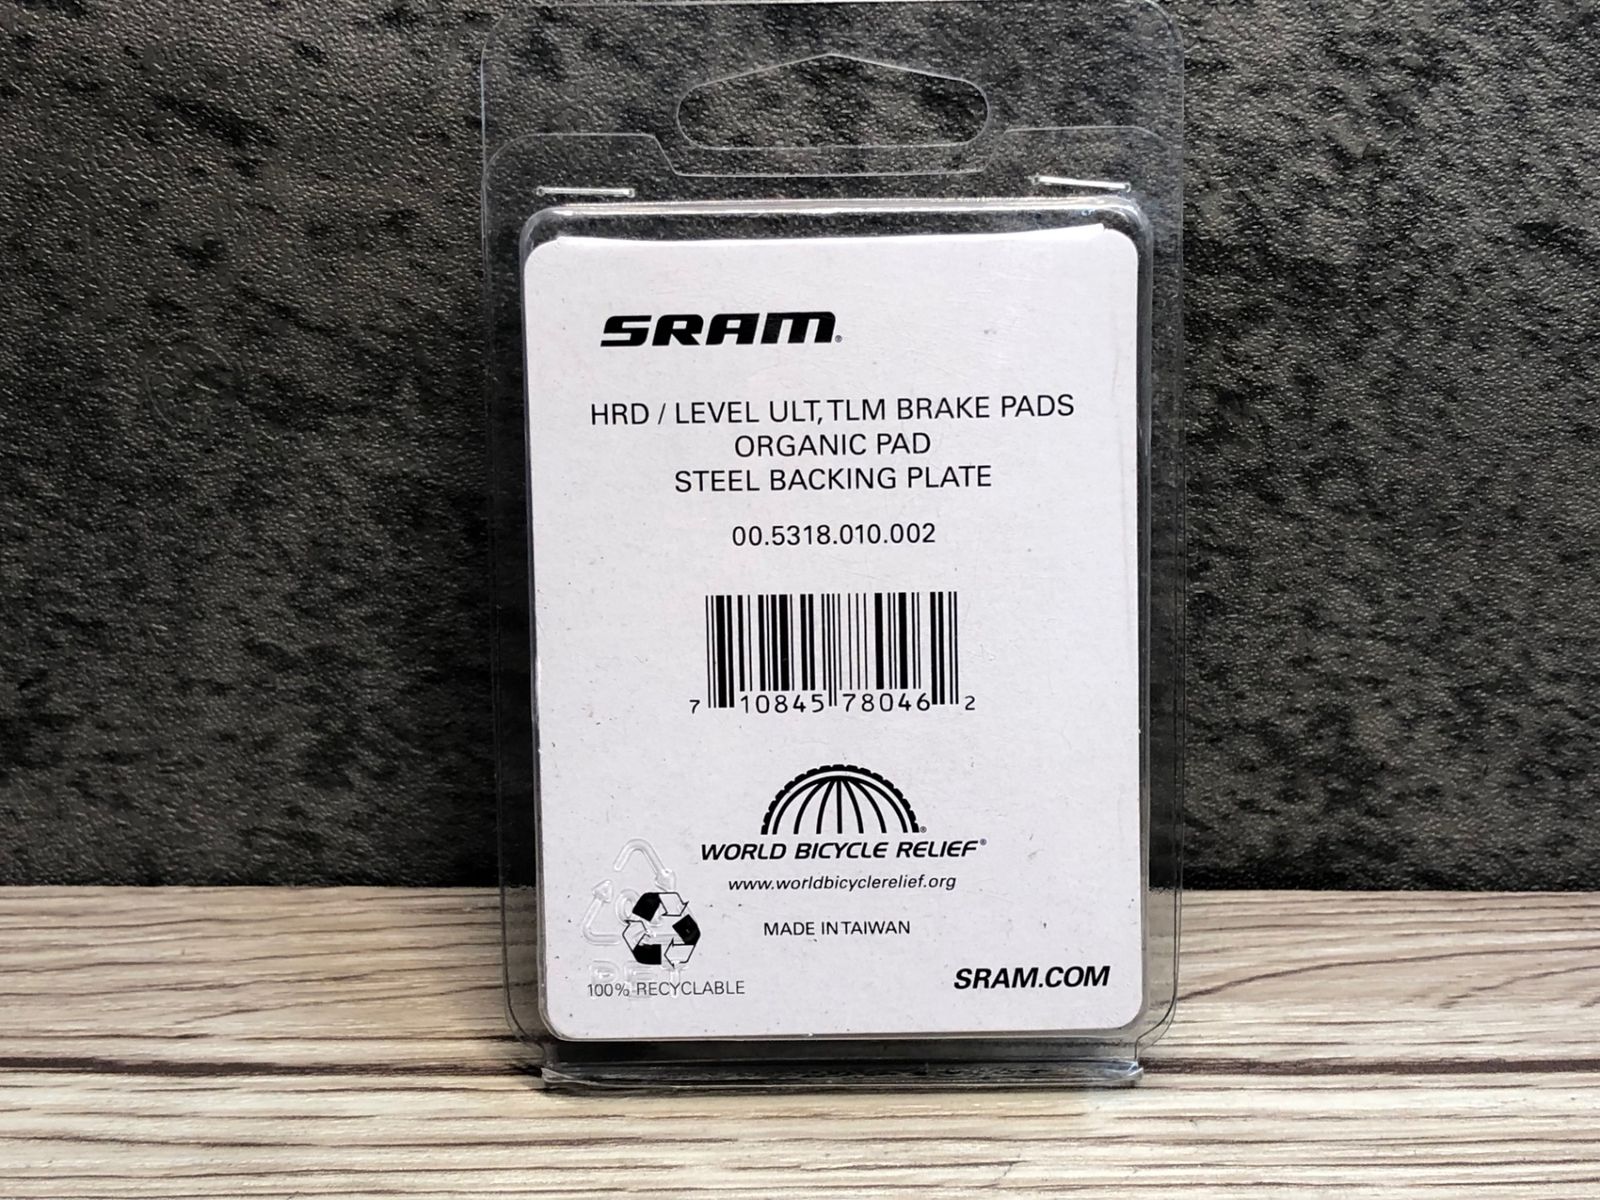 SRAM®
HRD / LEVEL ULT, TLM BRAKE PADS
ORGANIC PAD
STEEL BACKING PLATE
00.5318.010.002
7 10845 78046 2
WORLD BICYCLE RELIEF®
www.worldbicyclerelief.org
MADE IN TAIWAN
PET
100% RECYCLABLE
SRAM.COM